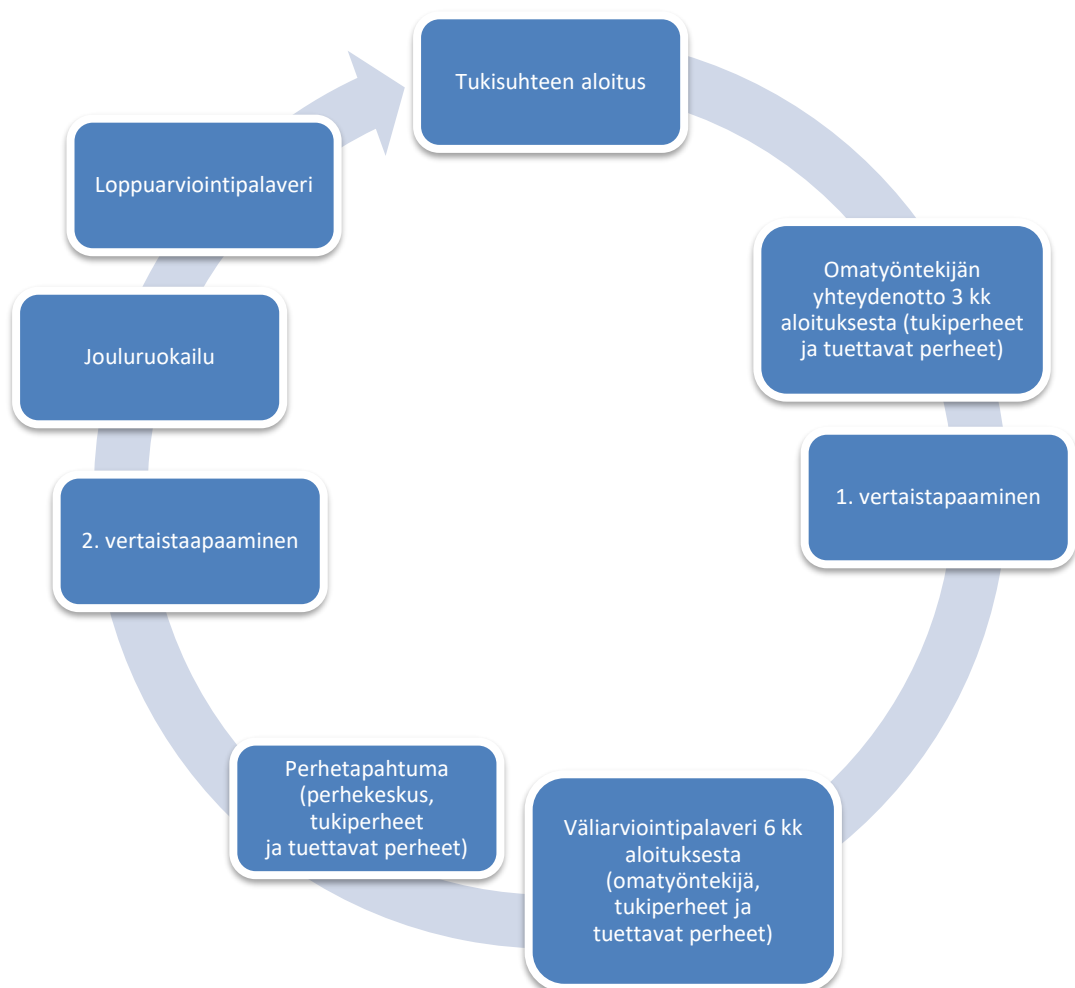 Tukisuhteen aloitus
Omatyöntekijän
yhteydenotto 3 kk
aloituksesta (tukiperheet
ja tuettavat perheet)
1. vertaistapaaminen
Väliarviointipalaveri 6 kk
aloituksesta
(omatyöntekijä,
tukiperheet ja
tuettavat perheet)
Perhetapahtuma
(perhekeskus,
tukiperheet
ja tuettavat perheet)
2. vertaistaapaaminen
Jouluruokailu
Loppuarviointipalaveri